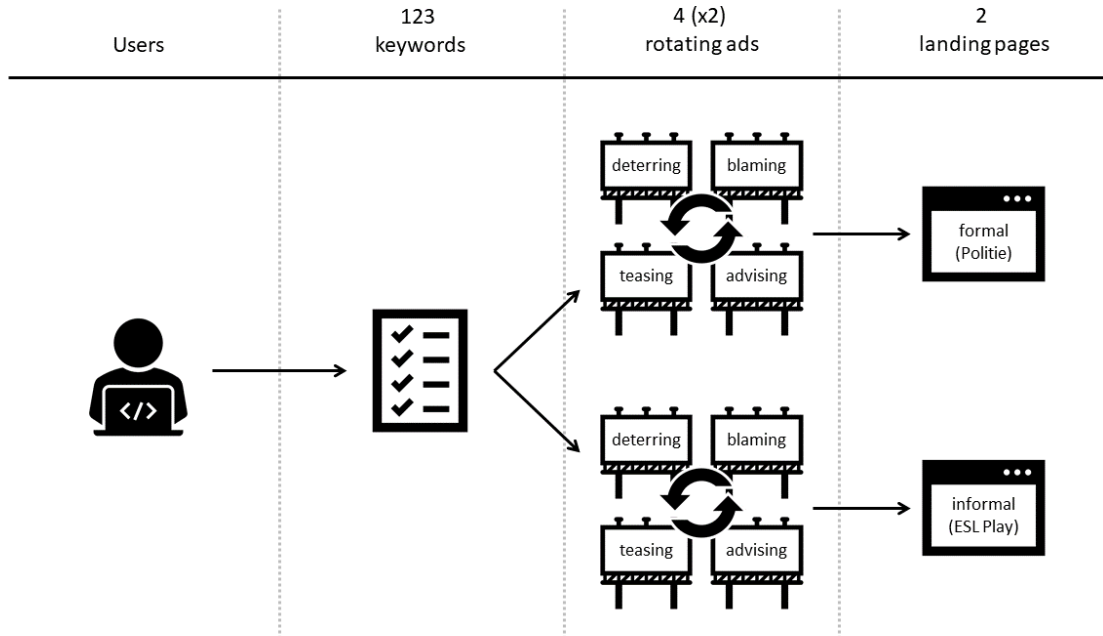 Users
123
keywords
4 (x2)
rotating ads
2
landing pages
deterring
blaming
teasing
advising
formal
(Politie)
</>
deterring
blaming
teasing
advising
informal
(ESL Play)